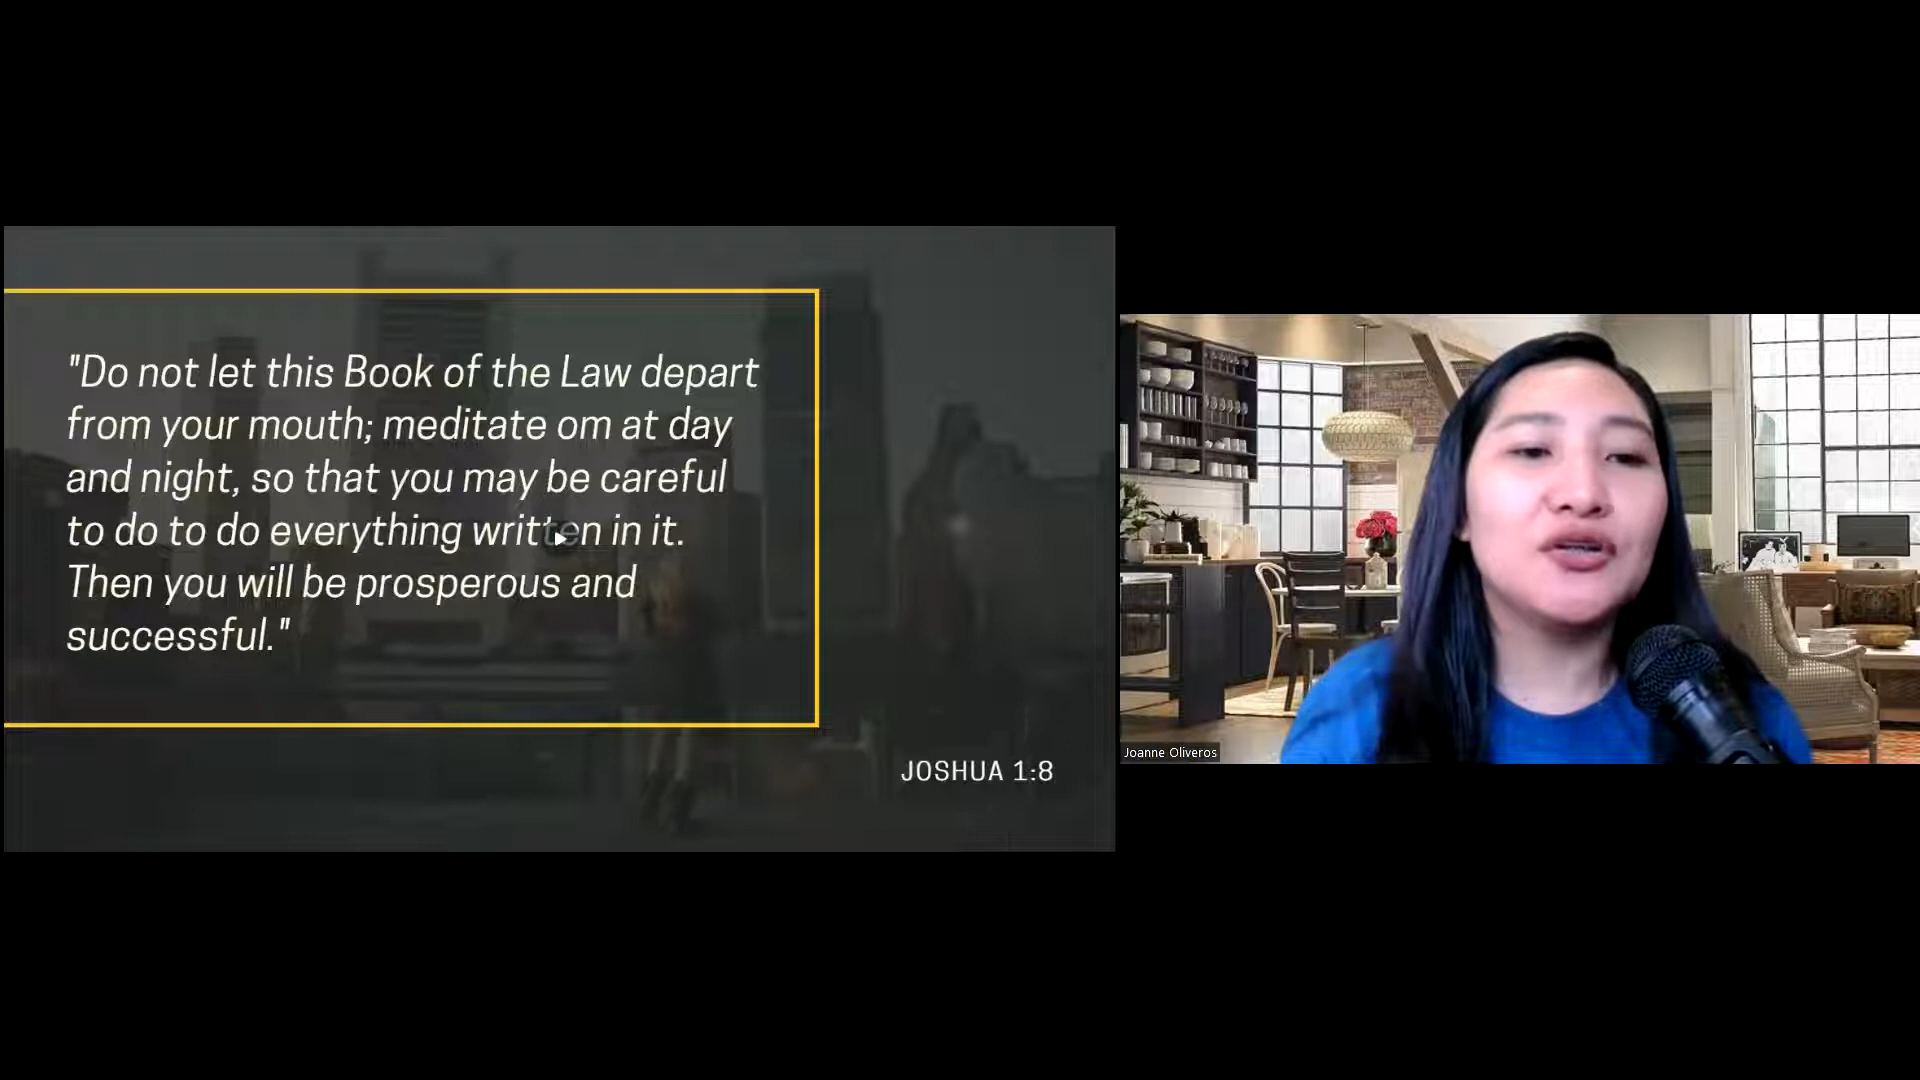 "Do not let this Book of the Law depart
from your mouth; meditate om at day
and night, so that you may be careful
to do to do everything written in it.
Then you will be prosperous and
successful."
JOSHUA 1:8
Joanne Oliveros